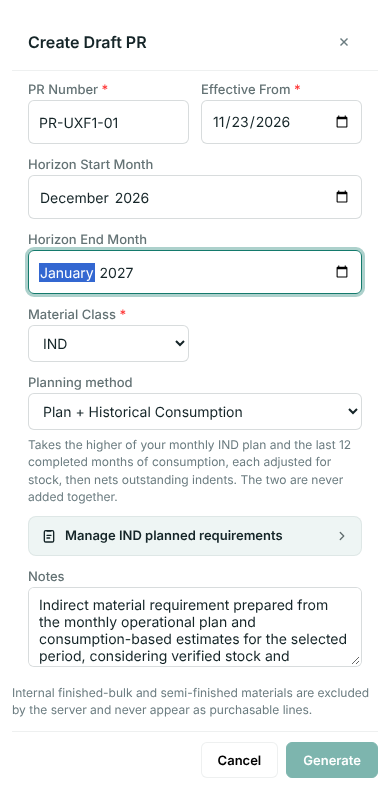 Create Draft PR ×
PR Number * Effective From *
PR-UXF1-01 11/23/2026
Horizon Start Month
December 2026
Horizon End Month
January 2027
Material Class *
IND
Planning method
Plan + Historical Consumption
Takes the higher of your monthly IND plan and the last 12
completed months of consumption, each adjusted for
stock, then nets outstanding indents. The two are never
added together.
Manage IND planned requirements
Notes
Indirect material requirement prepared from
the monthly operational plan and
consumption-based estimates for the selected
period, considering verified stock and
Internal finished-bulk and semi-finished materials are excluded
by the server and never appear as purchasable lines.
Cancel Generate